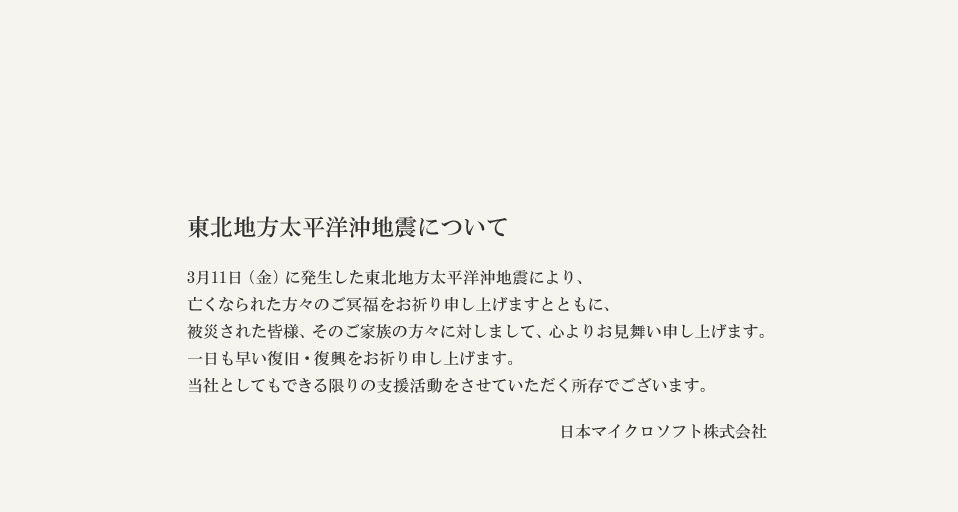 東北地方太平洋沖地震について
3月11日（金）に発生した東北地方太平洋沖地震により、
亡くなられた方々のご冥福をお祈り申し上げますとともに、
被災された皆様、そのご家族の方々に対しまして、心よりお見舞い申し上げます。
一日も早い復旧・復興をお祈り申し上げます。
当社としてもできる限りの支援活動をさせていただく所存でございます。
日本マイクロソフト株式会社